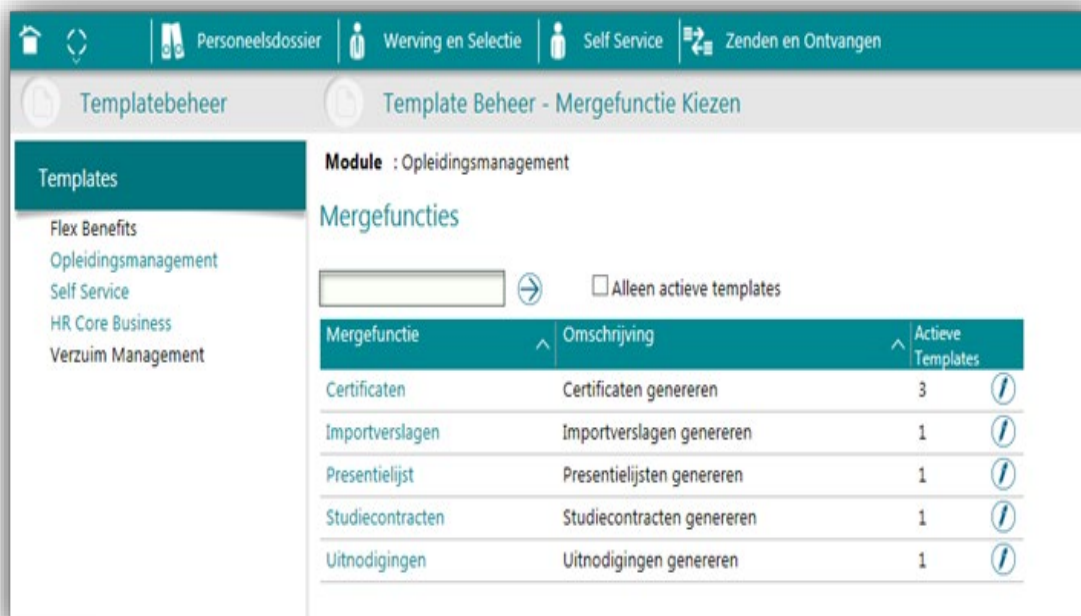 Personeelsdossier Werving en Selectie Self Service Zenden en Ontvangen
Templatebeheer
Template Beheer - Mergefunctie Kiezen
Templates
Flex Benefits
Opleidingsmanagement
Self Service
HR Core Business
Verzuim Management
Module : Opleidingsmanagement
Mergefuncties
Alleen actieve templates
Mergefunctie Omschrijving Actieve Templates
Certificaten Certificaten genereren 3
Importverslagen Importverslagen genereren 1
Presentielijst Presentielijsten genereren 1
Studiecontracten Studiecontracten genereren 1
Uitnodigingen Uitnodigingen genereren 1